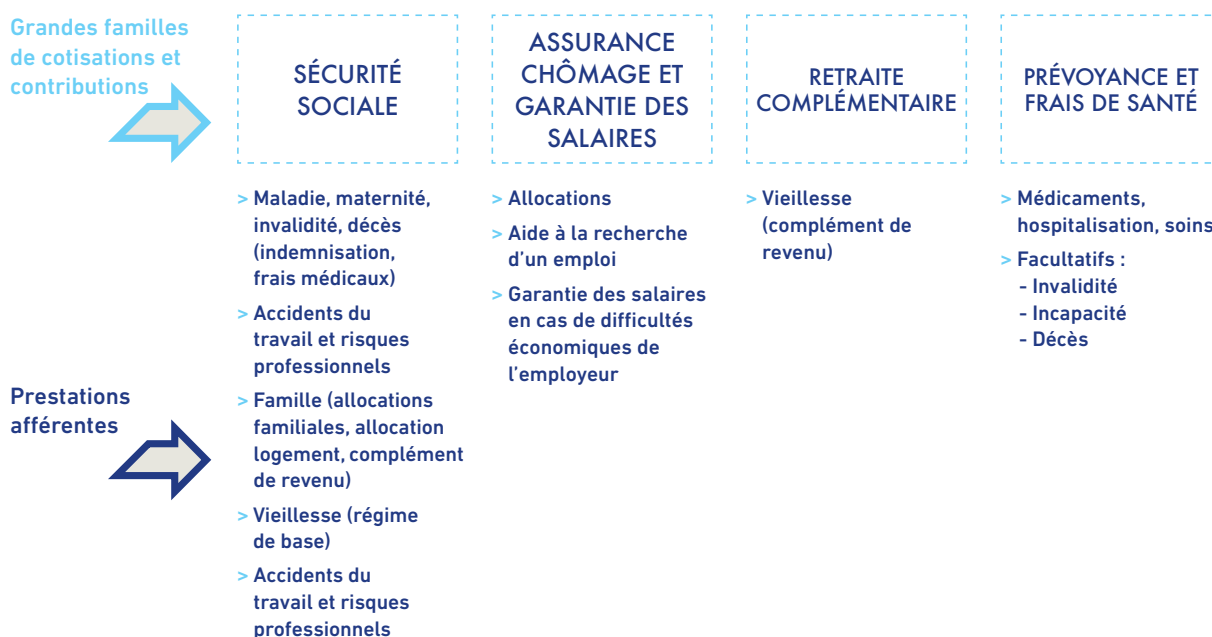 Grandes familles
de cotisations et
contributions
SÉCURITÉ
SOCIALE
ASSURANCE
CHÔMAGE ET
GARANTIE DES
SALAIRES
RETRAITE
COMPLÉMENTAIRE
PRÉVOYANCE ET
FRAIS DE SANTÉ
Prestations
afférentes
> Maladie, maternité,
invalidité, décès
(indemnisation,
frais médicaux)
> Accidents du
travail et risques
professionnels
> Famille (allocations
familiales, allocation
logement, complément
de revenu)
> Vieillesse (régime
de base)
> Accidents du
travail et risques
professionnels
> Allocations
> Aide à la recherche
d'un emploi
> Garantie des salaires
en cas de difficultés
économiques de
l'employeur
> Vieillesse
(complément de
revenu)
> Médicaments,
hospitalisation, soins
> Facultatifs :
- Invalidité
- Incapacité
- Décès